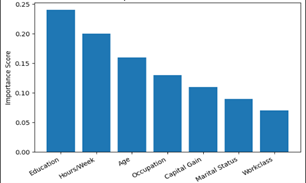 0.25
0.20
0.15
0.10
0.05
0.00
Importance Score
Education
Hours/Week
Age
Occupation
Capital Gain
Marital Status
Workclass